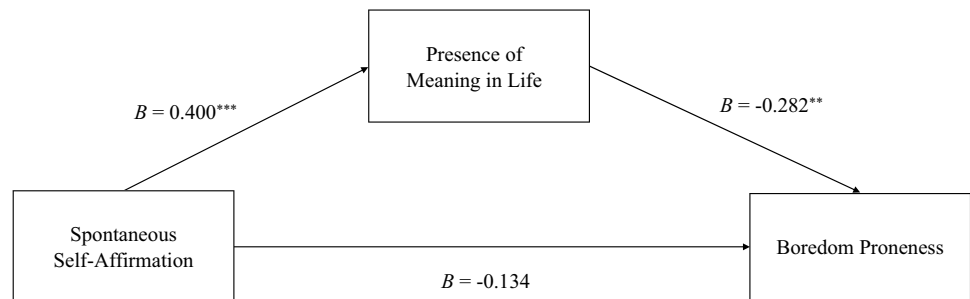 Presence of
Meaning in Life
B = 0.400***
B = -0.282**
Spontaneous
Self-Affirmation
Boredom Proneness
B = -0.134